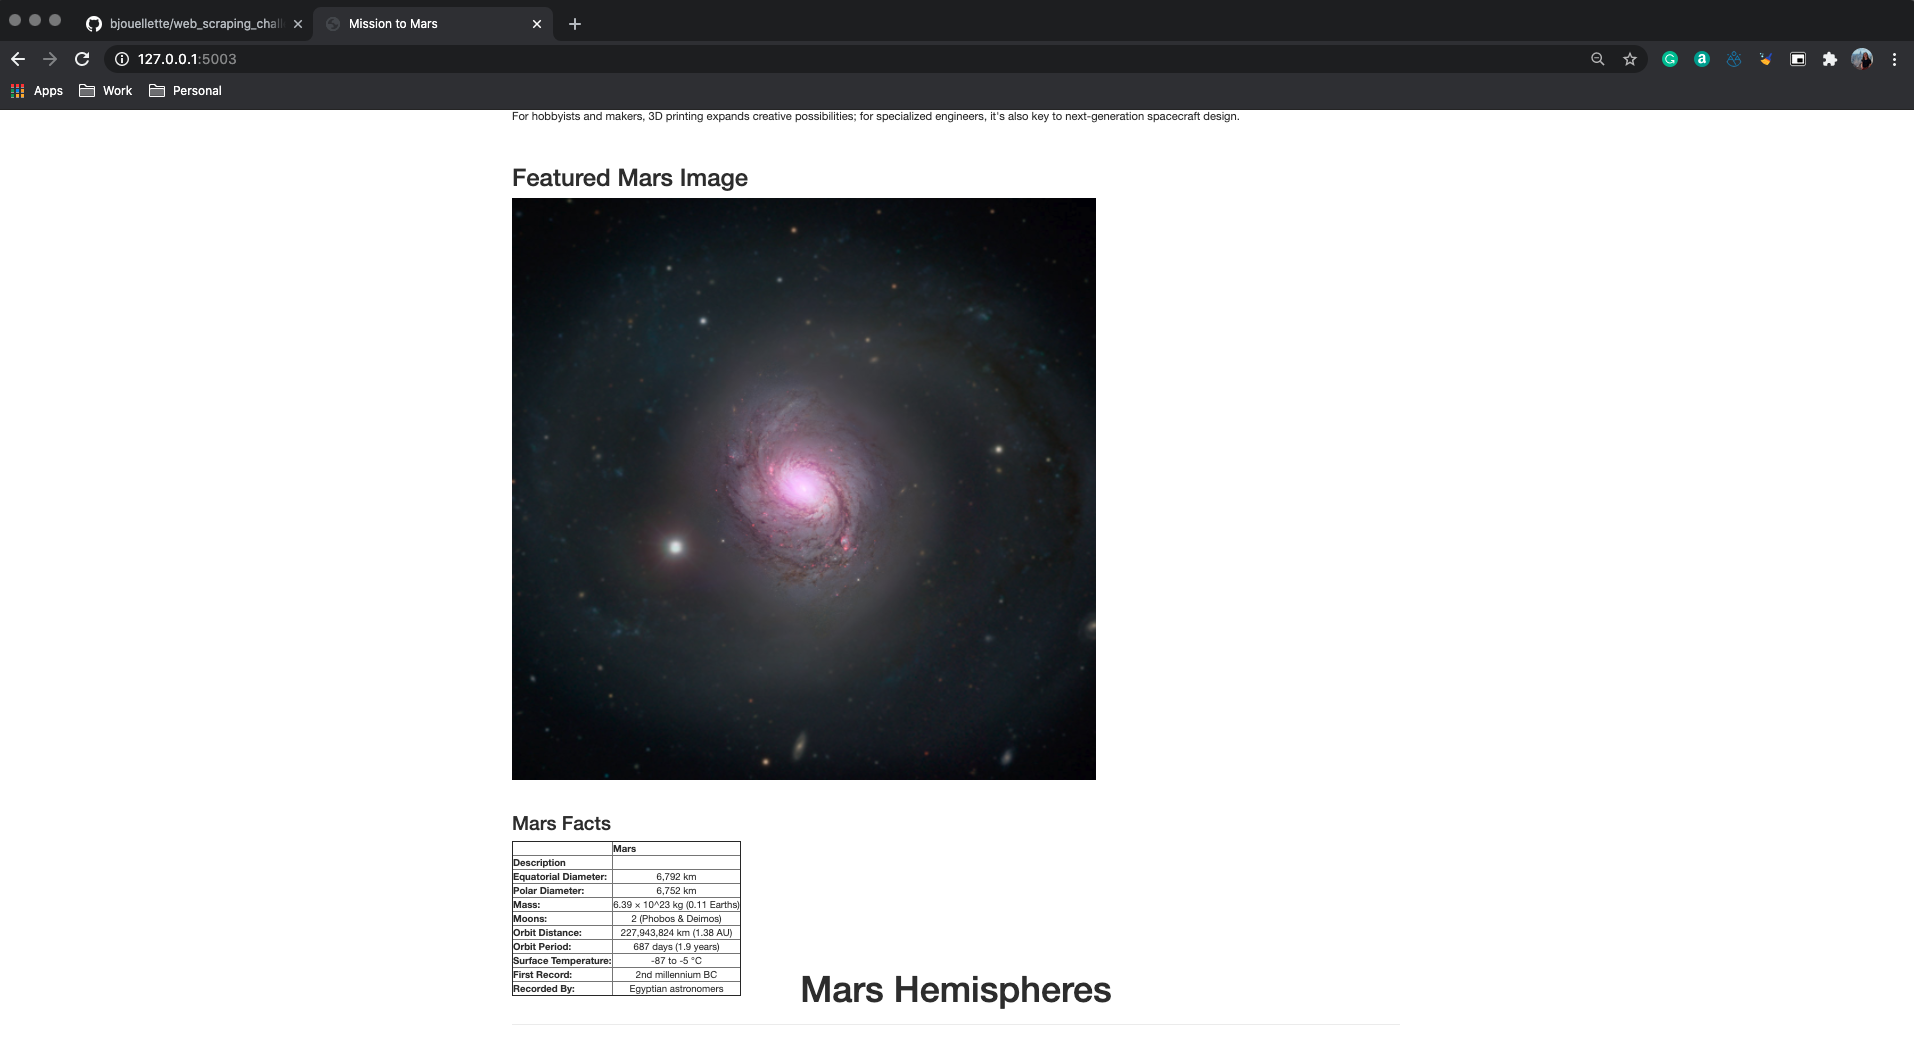 bjouellette/web_scraping_chall
Mission to Mars
127.0.0.1:5003
Apps Work Personal
For hobbyists and makers, 3D printing expands creative possibilities; for specialized engineers, it's also key to next-generation spacecraft design.
Featured Mars Image
Mars Facts
Mars
Description
Equatorial Diameter: 6,792 km
Polar Diameter: 6,752 km
Mass: 6.39 × 10^23 kg (0.11 Earths)
Moons: 2 (Phobos & Deimos)
Orbit Distance: 227,943,824 km (1.38 AU)
Orbit Period: 687 days (1.9 years)
Surface Temperature: -87 to -5 °C
First Record: 2nd millennium BC
Recorded By: Egyptian astronomers
Mars Hemispheres